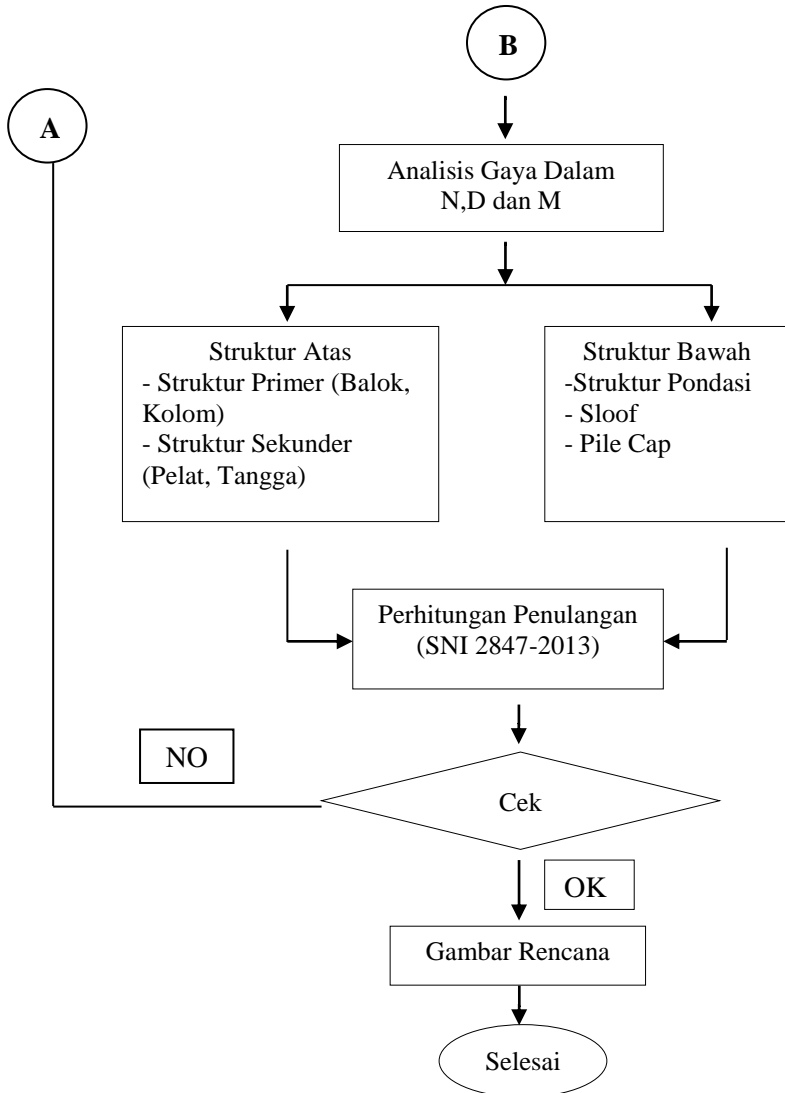 B
A
Analisis Gaya Dalam
N,D dan M
Struktur Atas
- Struktur Primer (Balok,
Kolom)
- Struktur Sekunder
(Pelat, Tangga)
Struktur Bawah
-Struktur Pondasi
- Sloof
- Pile Cap
Perhitungan Penulangan
(SNI 2847-2013)
NO
Cek
OK
Gambar Rencana
Selesai